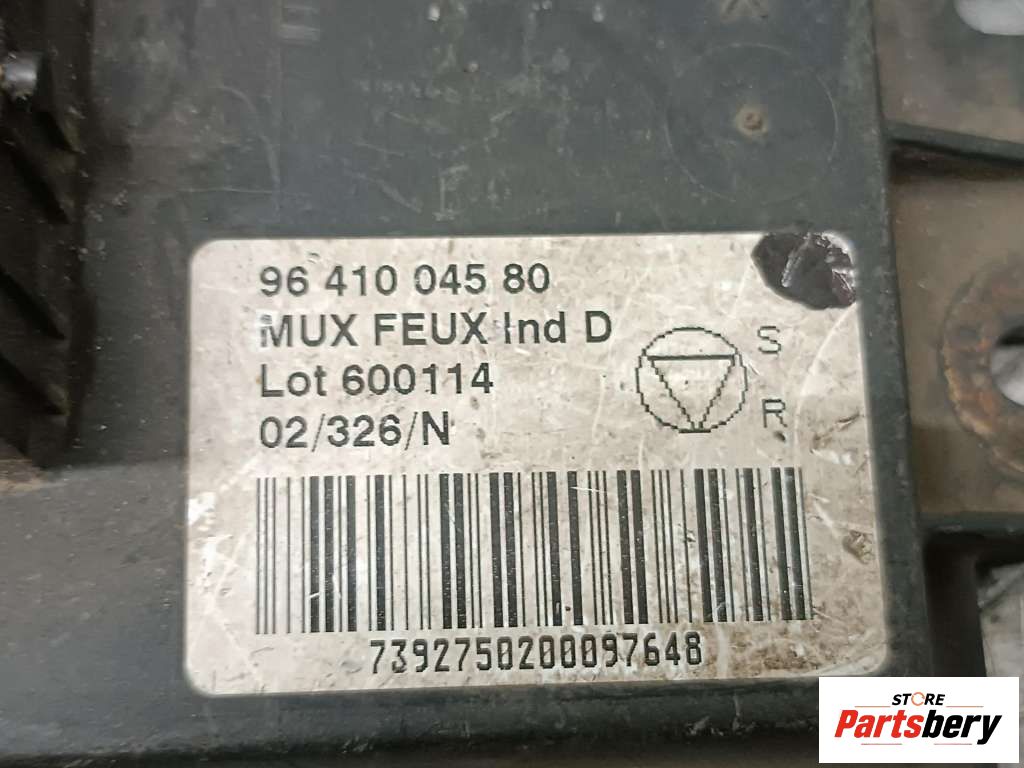 96 410 045 80
MUX FEUX Ind D
Lot 600114
02/326/N
S
R
7392750200097648
STORE
Partsbery